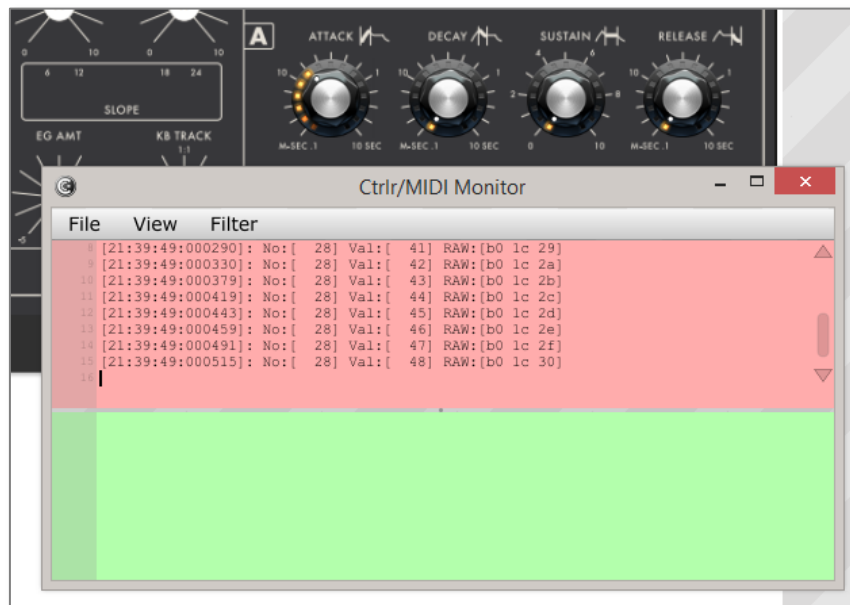 A ATTACK DECAY SUSTAIN RELEASE
0 10 0 10
4 6
10 1 10 1 10 1
6 12 18 24
2 8
SLOPE
EG AMT KB TRACK
1:1
M-SEC .1 10 SEC M-SEC .1 10 SEC 0 10 M-SEC .1 10 SEC
-5
Ctrlr/MIDI Monitor
File View Filter
8 [21:39:49:000290]: No:[ 28] Val:[ 41] RAW:[b0 1c 29]
9 [21:39:49:000330]: No:[ 28] Val:[ 42] RAW:[b0 1c 2a]
10 [21:39:49:000379]: No:[ 28] Val:[ 43] RAW:[b0 1c 2b]
11 [21:39:49:000419]: No:[ 28] Val:[ 44] RAW:[b0 1c 2c]
12 [21:39:49:000443]: No:[ 28] Val:[ 45] RAW:[b0 1c 2d]
13 [21:39:49:000459]: No:[ 28] Val:[ 46] RAW:[b0 1c 2e]
14 [21:39:49:000491]: No:[ 28] Val:[ 47] RAW:[b0 1c 2f]
15 [21:39:49:000515]: No:[ 28] Val:[ 48] RAW:[b0 1c 30]
16